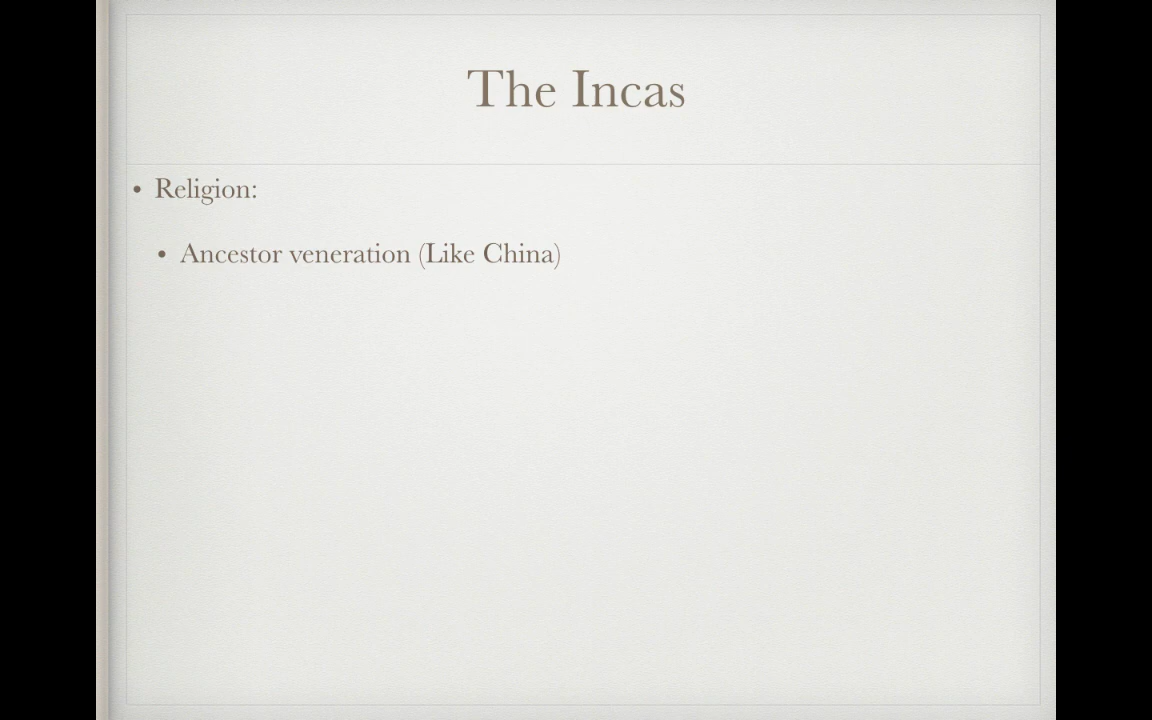 The Incas
• Religion:
• Ancestor veneration (Like China)